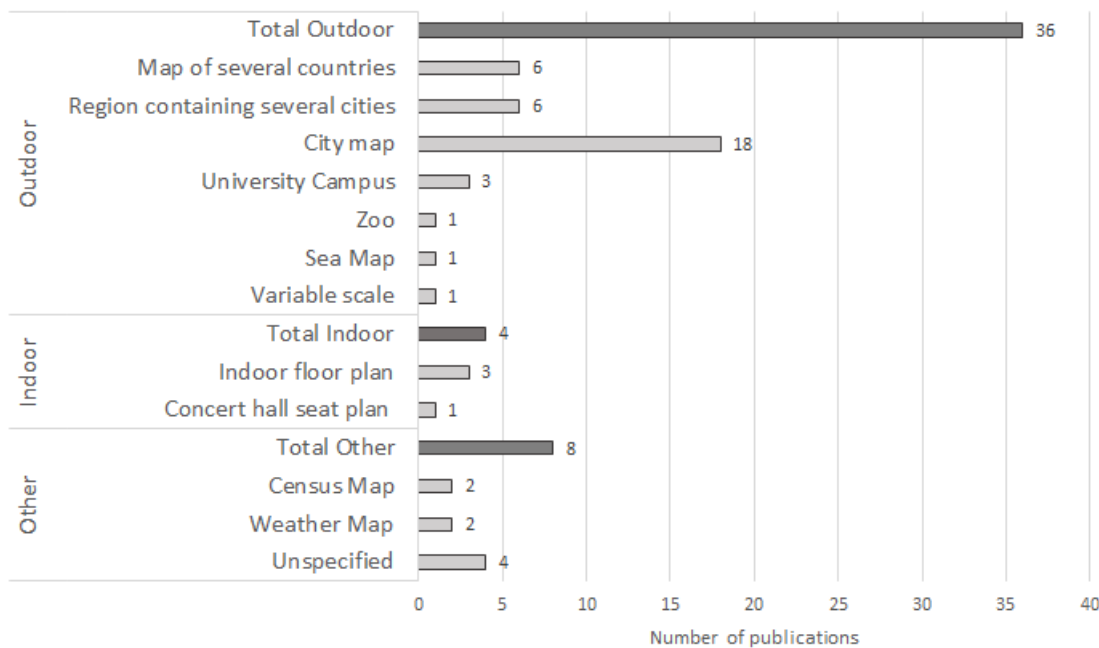 Outdoor
Total Outdoor 36
Map of several countries 6
Region containing several cities 6
City map 18
University Campus 3
Zoo 1
Sea Map 1
Variable scale 1
Indoor
Total Indoor 4
Indoor floor plan 3
Concert hall seat plan 1
Other
Total Other 8
Census Map 2
Weather Map 2
Unspecified 4
0 5 10 15 20 25 30 35 40
Number of publications